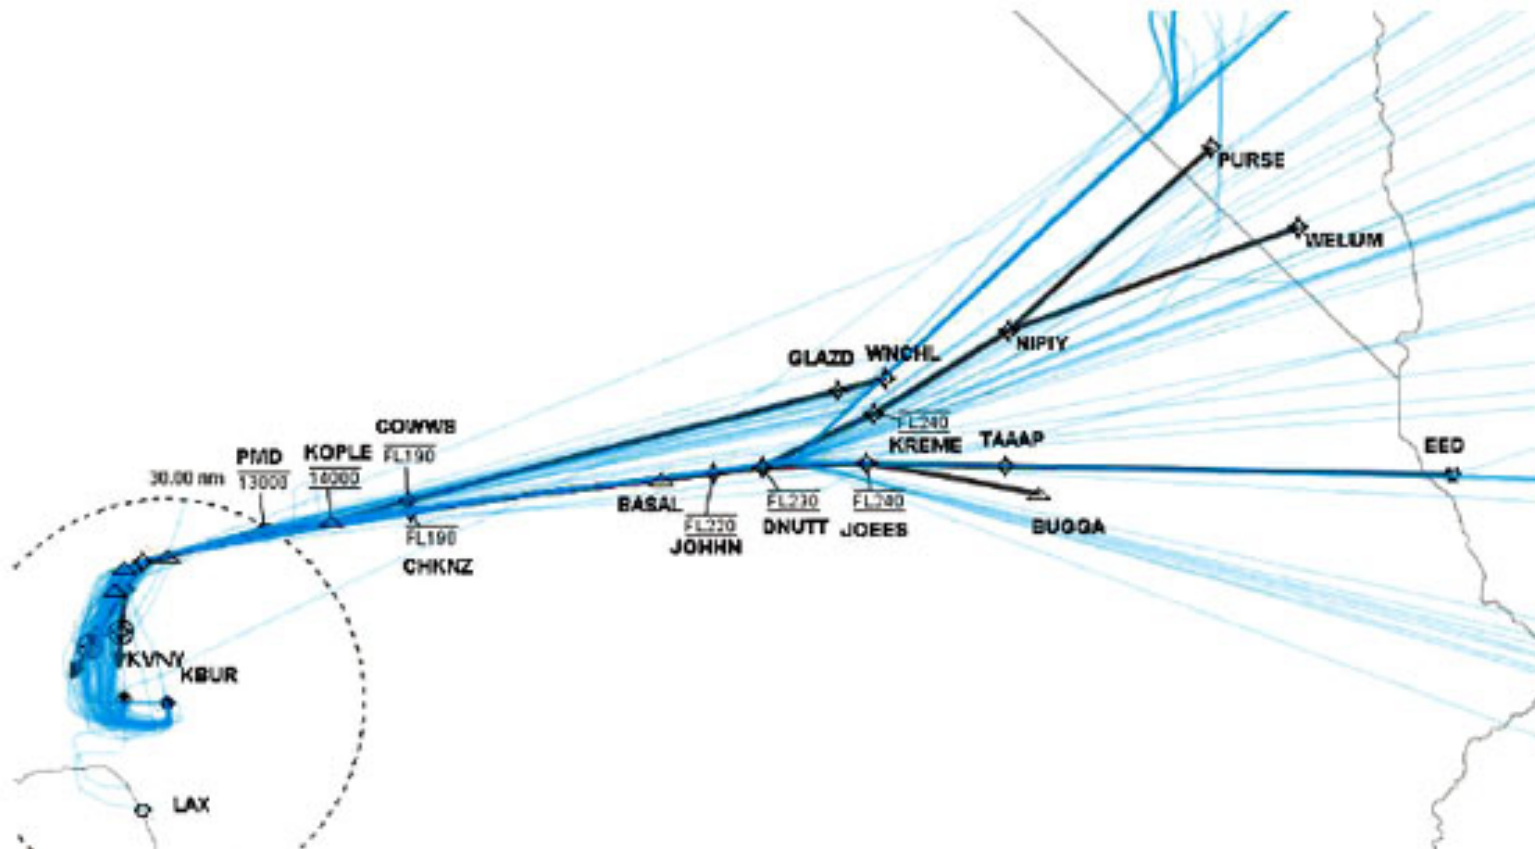 PURSE
WELUM
NIPIY
GLAZD
WNCHL
FL240
KREME
TAAAP
EED
COWWB
FL190
KOPLE
14000
PMD
13000
30.00 nm
BASAL
FL220
JOHHN
FL230
DNUTT
FL240
JOEES
BUGGA
FL190
CHKNZ
KVNY
KBUR
LAX